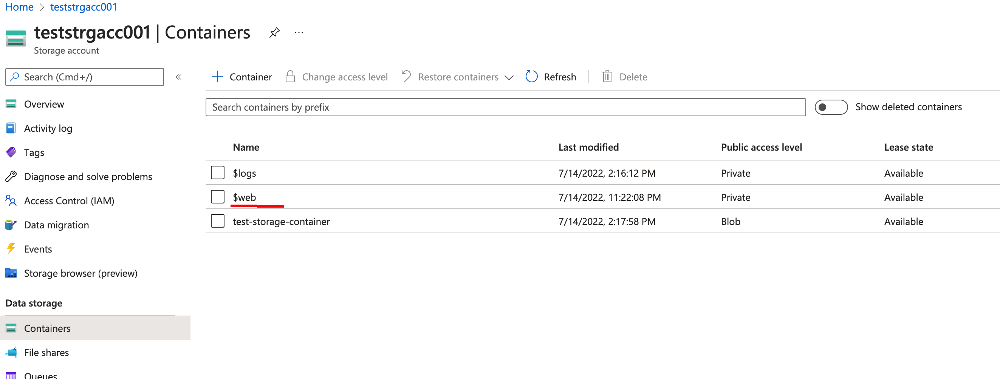 Home > teststrgacc001
teststrgacc001 | Containers ...
Storage account
Search (Cmd+/)
«
Container Change access level Restore containers Refresh Delete
Search containers by prefix
Show deleted containers
Overview
Activity log
Tags
Diagnose and solve problems
Access Control (IAM)
Data migration
Events
Storage browser (preview)
Data storage
Containers
File shares
Queues
Name Last modified Public access level Lease state
$logs 7/14/2022, 2:16:12 PM Private Available
$web 7/14/2022, 11:22:08 PM Private Available
test-storage-container 7/14/2022, 2:17:58 PM Blob Available